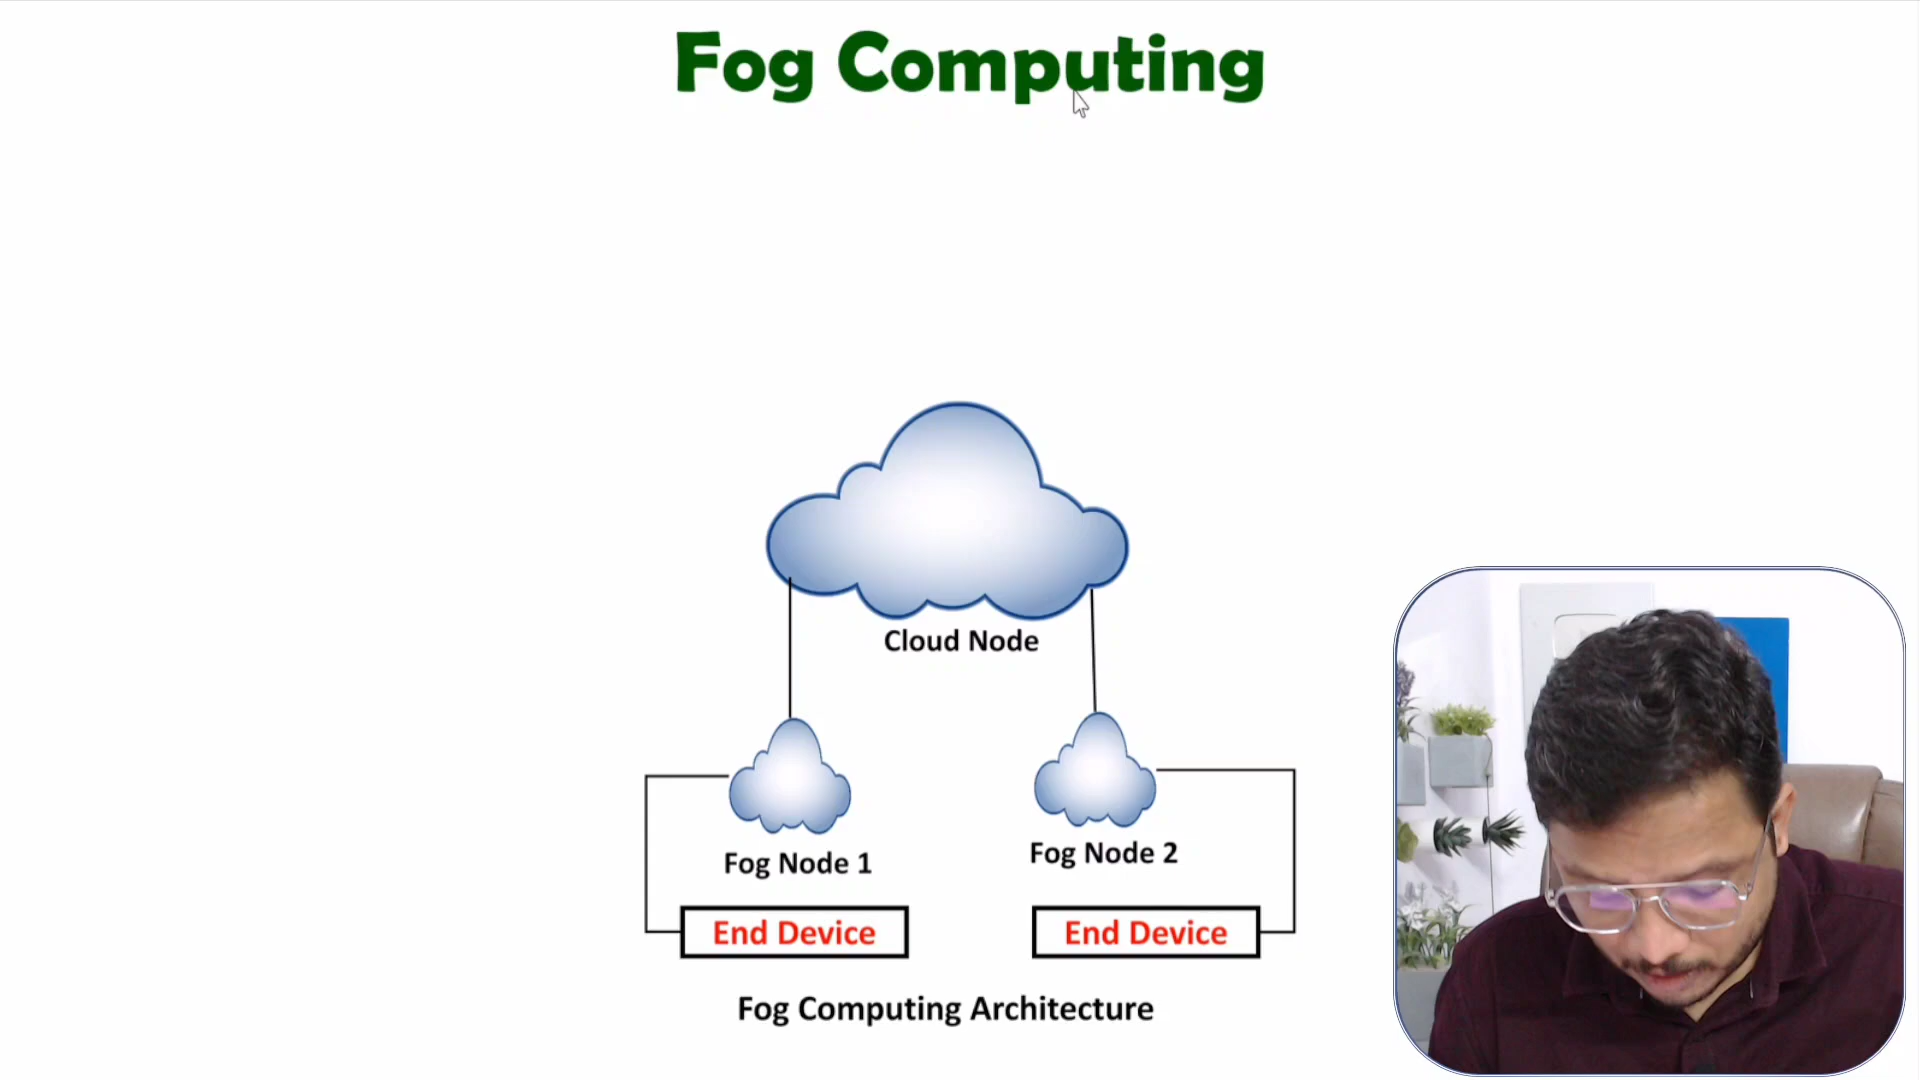 Fog Computing
Cloud Node
Fog Node 1
Fog Node 2
End Device
End Device
Fog Computing Architecture